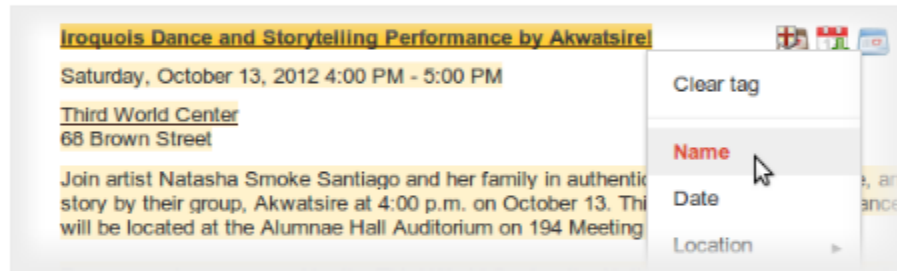 Iroquois Dance and Storytelling Performance by Akwatsire!
Saturday, October 13, 2012 4:00 PM - 5:00 PM
Third World Center
68 Brown Street
Join artist Natasha Smoke Santiago and her family in authentic
story by their group, Akwatsire at 4:00 p.m. on October 13.
will be located at the Alumnae Hall Auditorium on 194 Meeting
Clear tag
Name
Date
Location